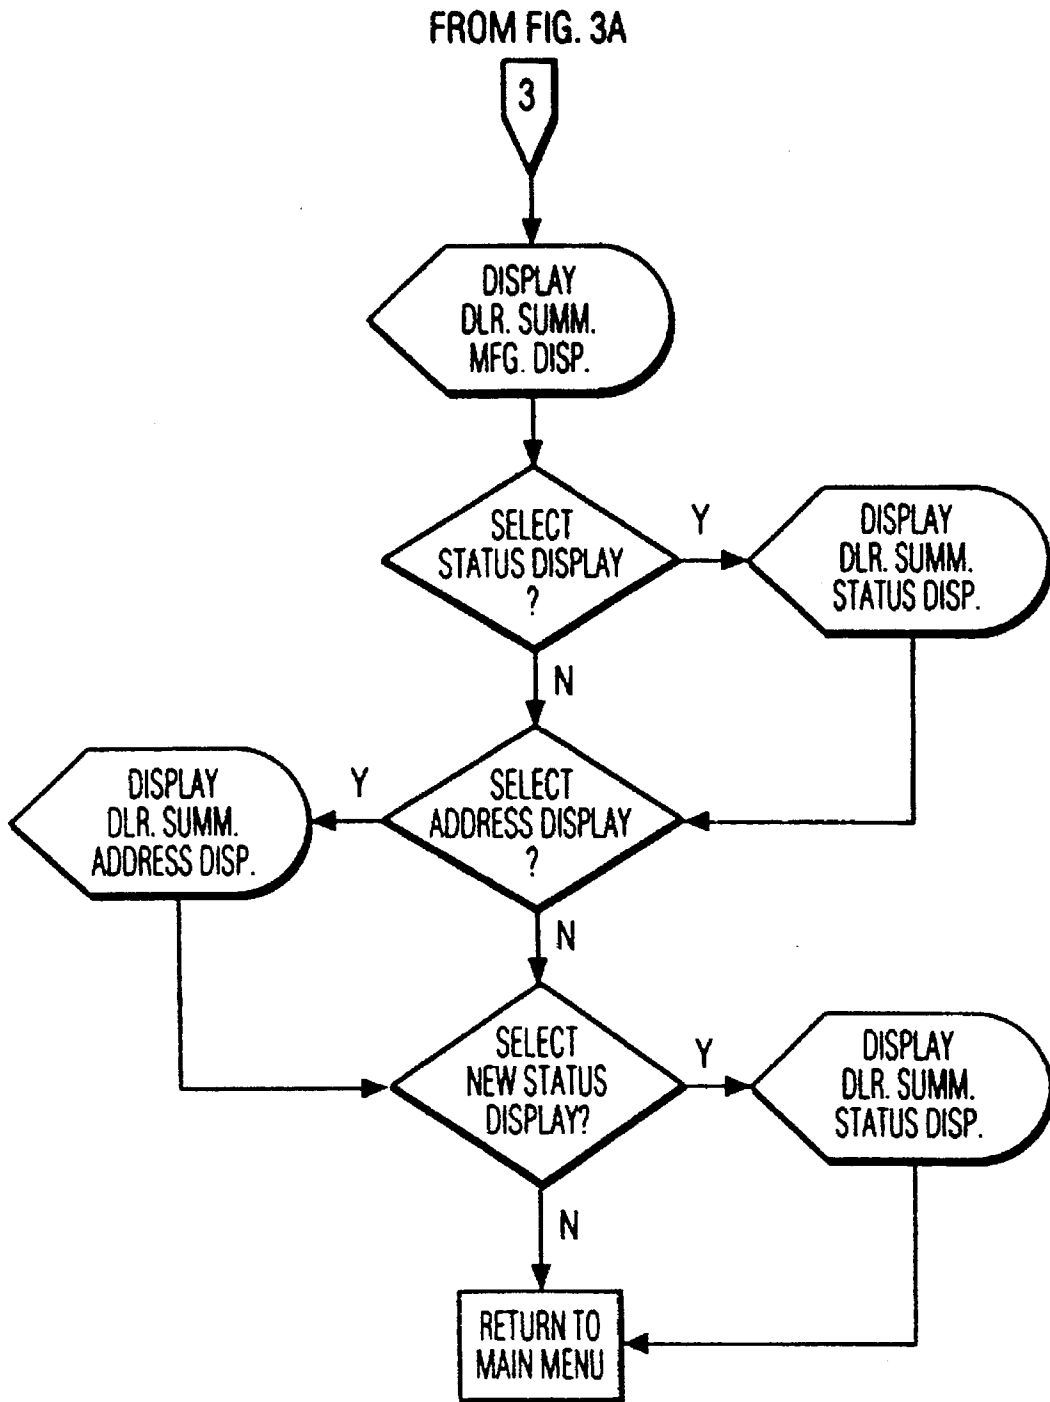 FROM FIG. 3A
3
DISPLAY
DLR. SUMM.
MFG. DISP.
SELECT
STATUS DISPLAY
?
Y
DISPLAY
DLR. SUMM.
STATUS DISP.
N
SELECT
ADDRESS DISPLAY
?
Y
DISPLAY
DLR. SUMM.
ADDRESS DISP.
N
SELECT
NEW STATUS
DISPLAY?
Y
DISPLAY
DLR. SUMM.
STATUS DISP.
N
RETURN TO
MAIN MENU